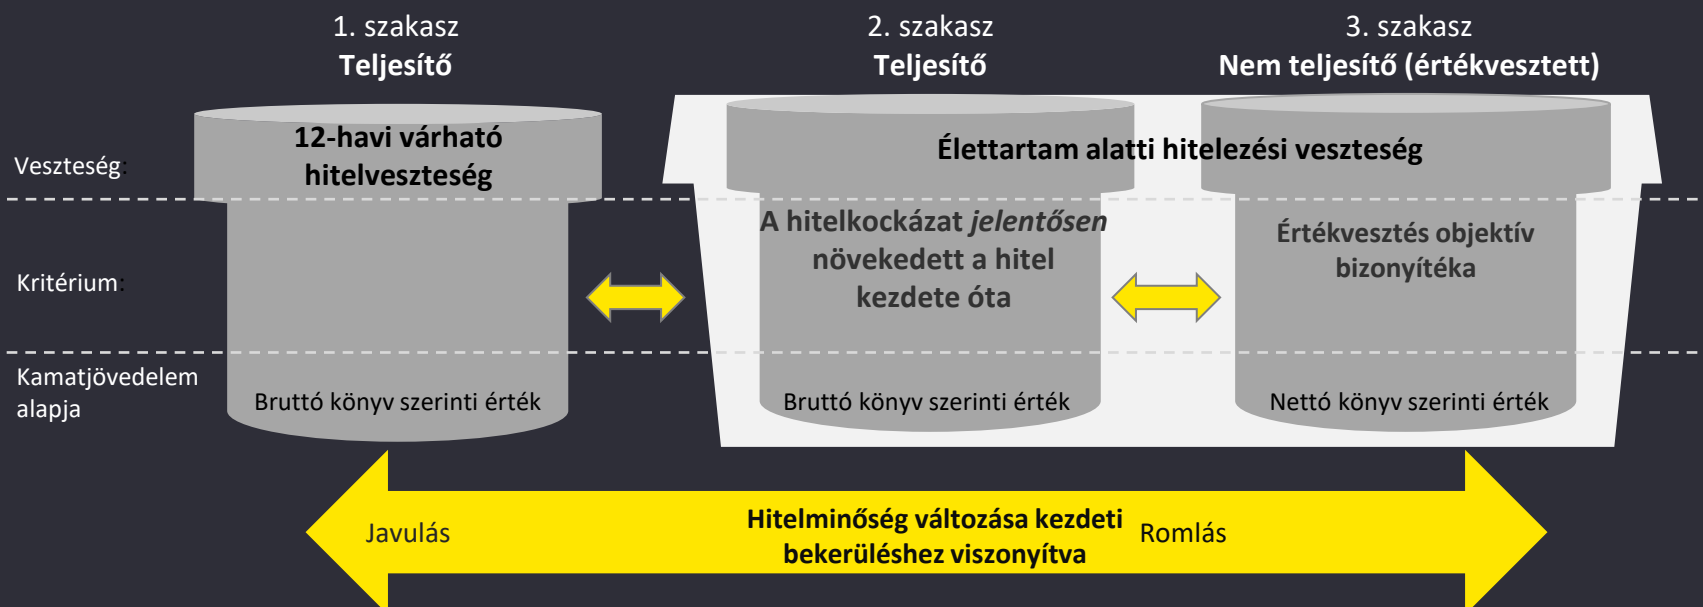 1. szakasz
Teljesítő
2. szakasz
Teljesítő
3. szakasz
Nem teljesítő (értékvesztett)
Veszteség:
12-havi várható
hitelveszteség
Élettartam alatti hitelezési veszteség
Kritérium:
A hitelkockázat jelentősen
növekedett a hitel
kezdete óta
Értékvesztés objektív
bizonyítéka
Kamatjövedelem
alapja
Bruttó könyv szerinti érték
Bruttó könyv szerinti érték
Nettó könyv szerinti érték
Javulás
Hitelminőség változása kezdeti
bekerüléshez viszonyítva
Romlás